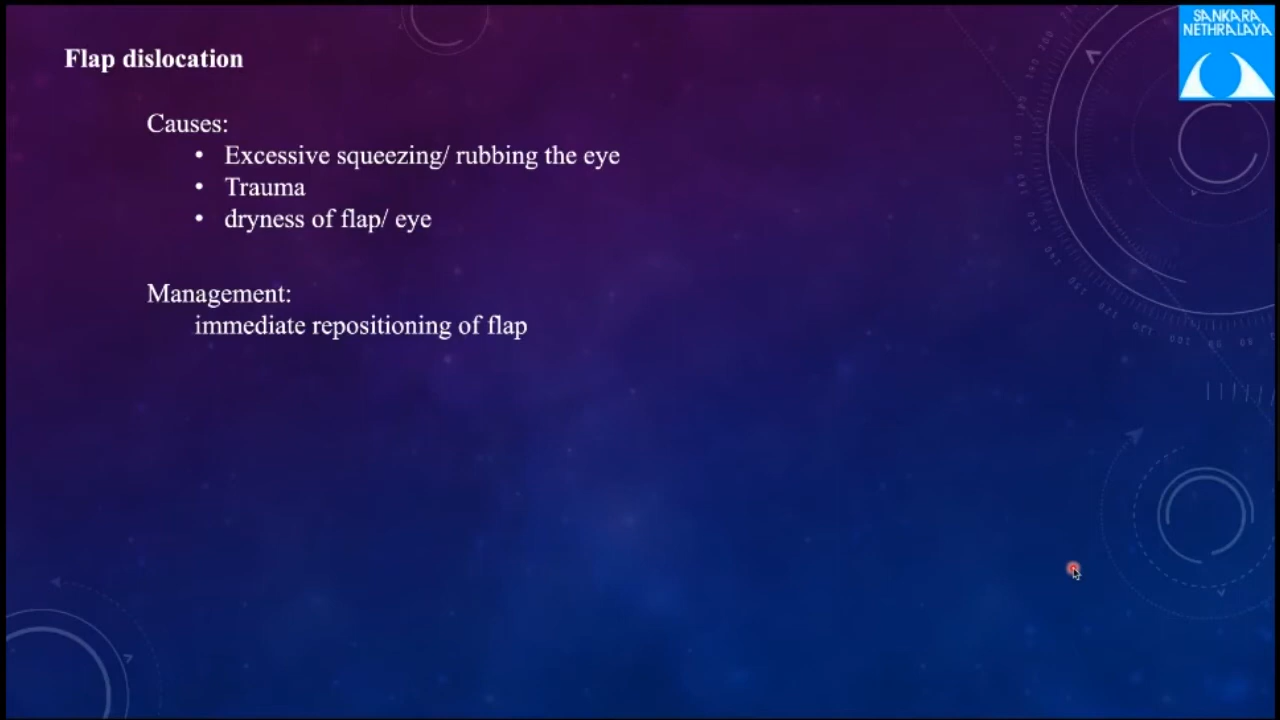 SANKARA
NETHRALAYA
Flap dislocation
Causes:
• Excessive squeezing/ rubbing the eye
• Trauma
• dryness of flap/ eye
Management:
immediate repositioning of flap